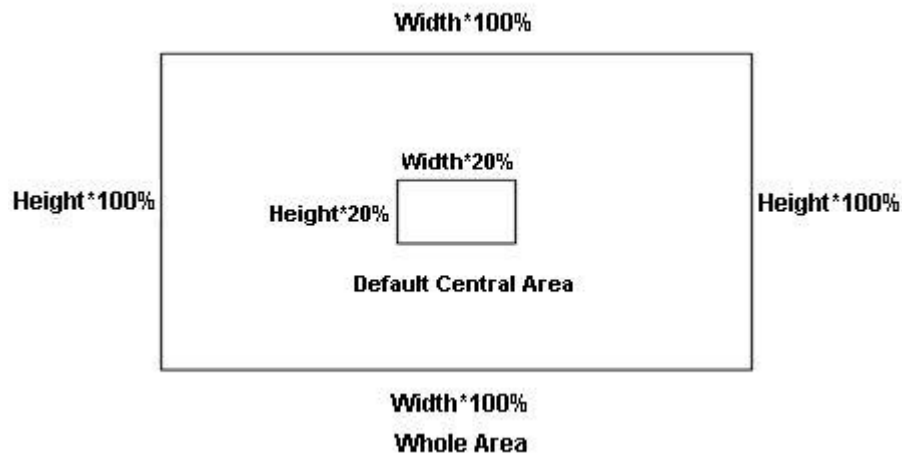 Width*100%
Width*20%
Height*100%
Height*20%
Height*100%
Default Central Area
Width*100%
Whole Area